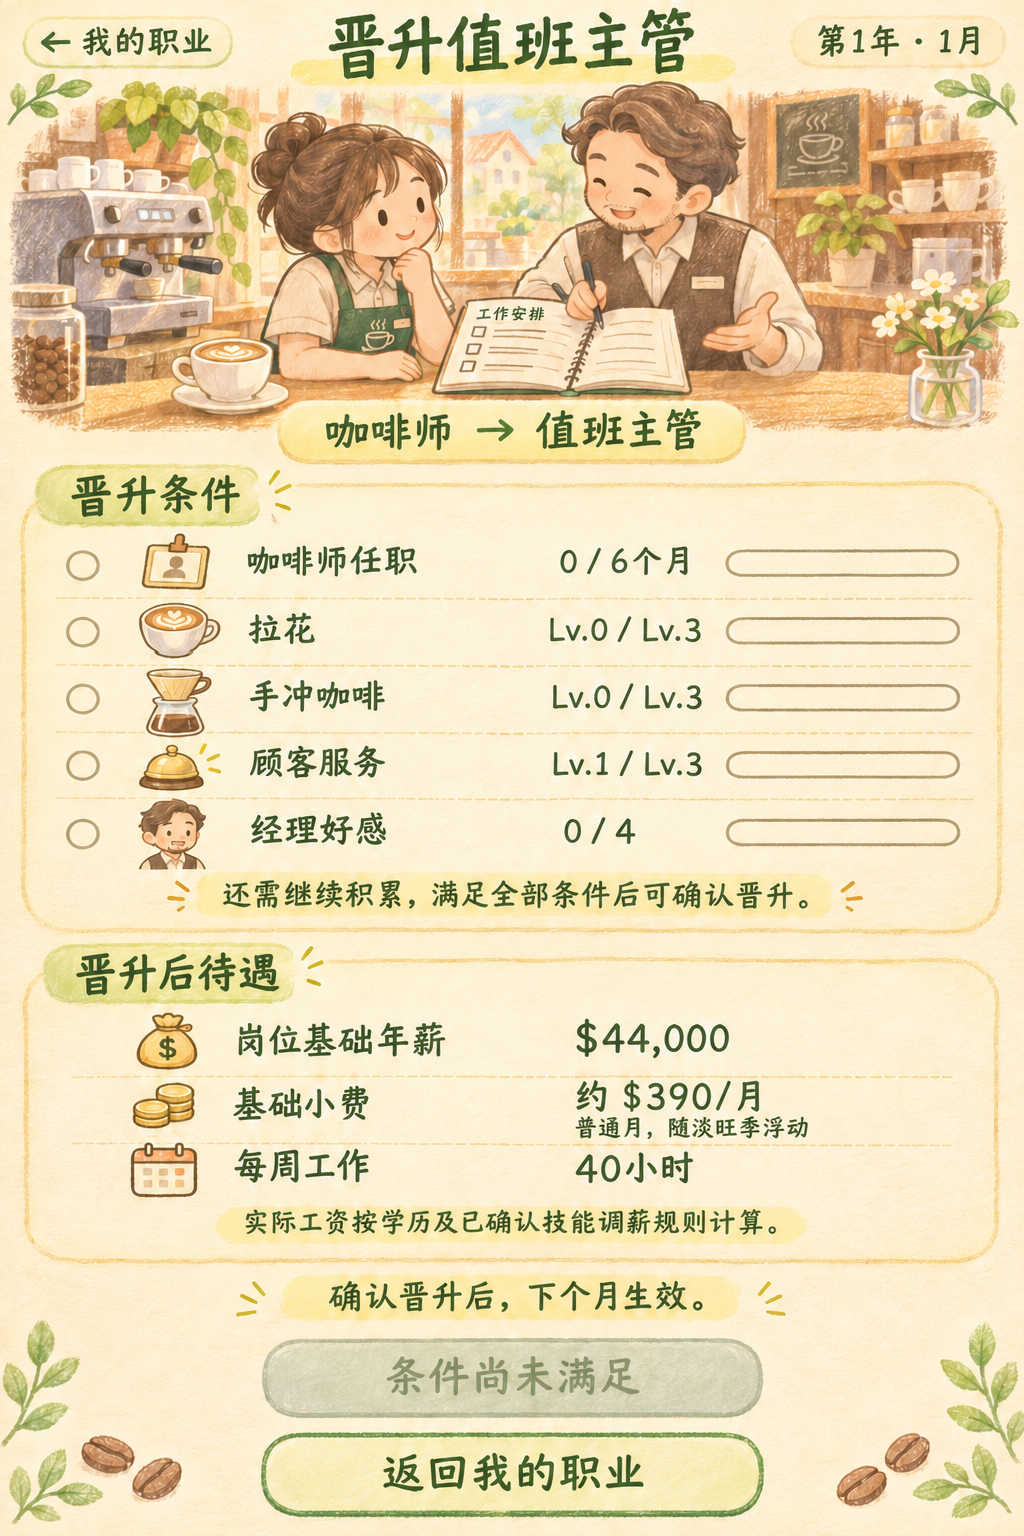 ← 我的职业
晋升值班主管
第1年 · 1月
工作安排
咖啡师 → 值班主管
晋升条件
咖啡师任职 0 / 6个月
拉花 Lv.0 / Lv.3
手冲咖啡 Lv.0 / Lv.3
顾客服务 Lv.1 / Lv.3
经理好感 0 / 4
还需继续积累，满足全部条件后可确认晋升。
晋升后待遇
$
岗位基础年薪 $44,000
基础小费 约 $390/月
普通月，随淡旺季浮动
每周工作 40小时
实际工资按学历及已确认技能调薪规则计算。
确认晋升后，下个月生效。
条件尚未满足
返回我的职业